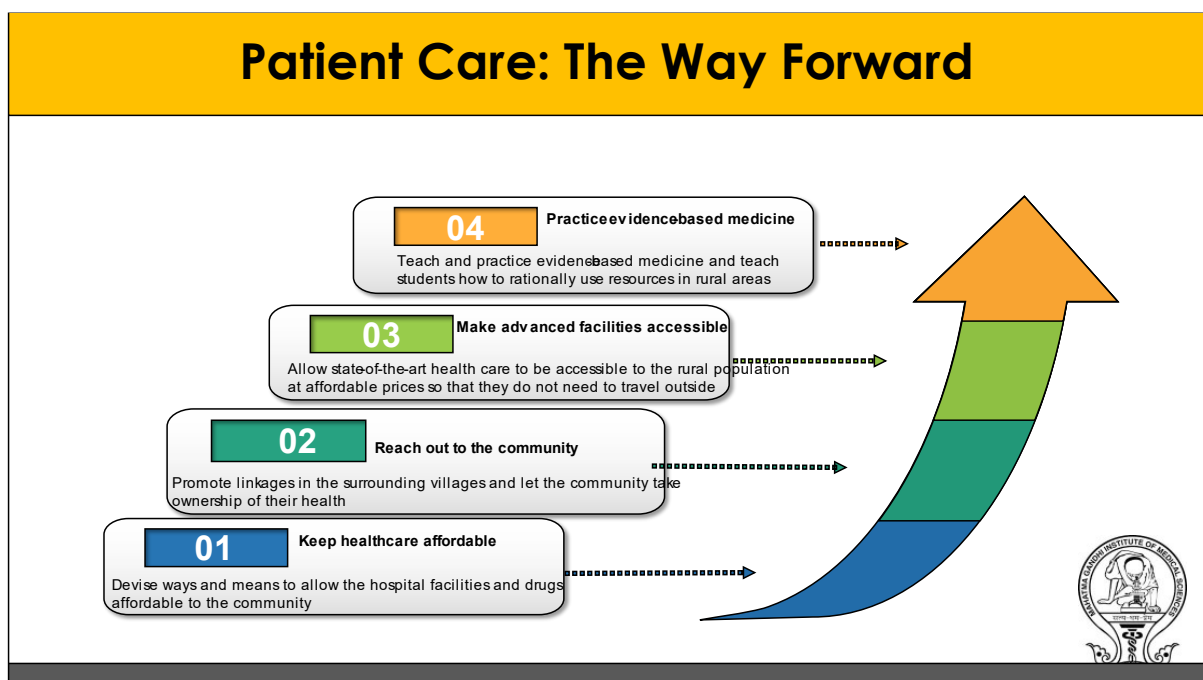 Patient Care: The Way Forward
04
Practice evidence-based medicine
Teach and practice evidence-based medicine and teach
students how to rationally use resources in rural areas
03
Make advanced facilities accessible
Allow state-of-the-art health care to be accessible to the rural population
at affordable prices so that they do not need to travel outside
02
Reach out to the community
Promote linkages in the surrounding villages and let the community take
ownership of their health
01
Keep healthcare affordable
Devise ways and means to allow the hospital facilities and drugs
affordable to the community
MAHATMA GANDHI INSTITUTE OF MEDICAL SCIENCES